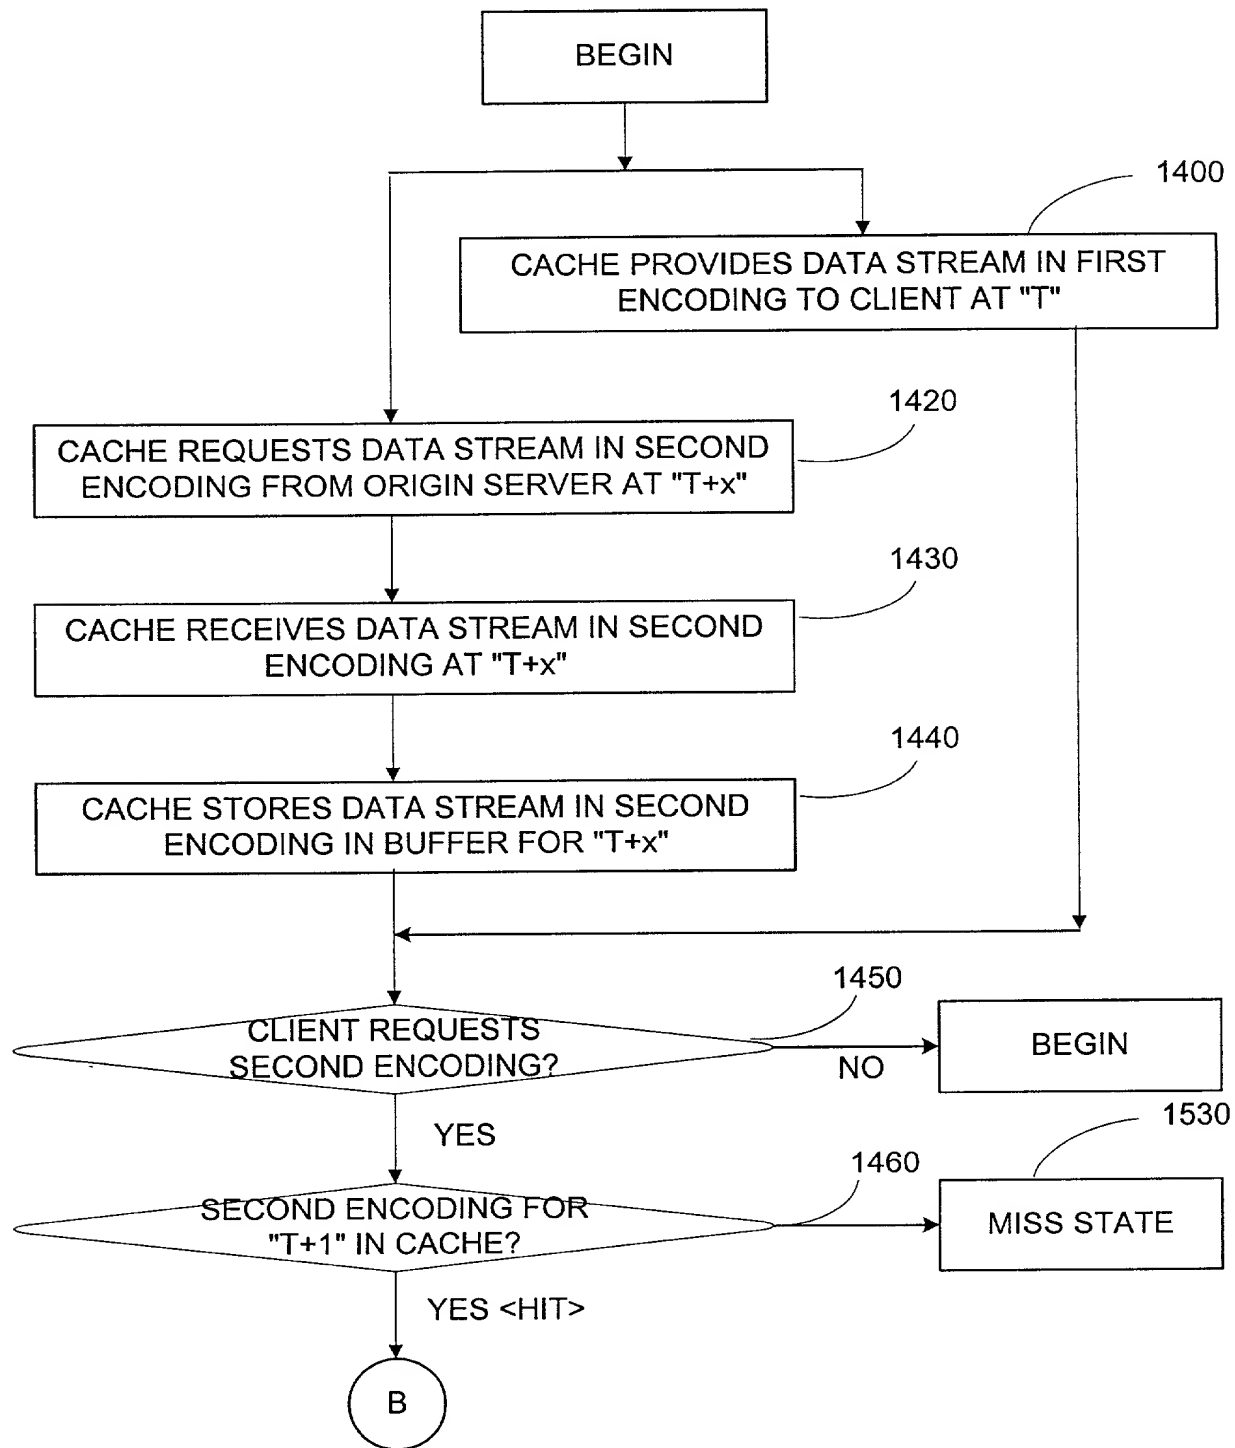 BEGIN
1400
CACHE PROVIDES DATA STREAM IN FIRST
ENCODING TO CLIENT AT "T"
1420
CACHE REQUESTS DATA STREAM IN SECOND
ENCODING FROM ORIGIN SERVER AT "T+x"
1430
CACHE RECEIVES DATA STREAM IN SECOND
ENCODING AT "T+x"
1440
CACHE STORES DATA STREAM IN SECOND
ENCODING IN BUFFER FOR "T+x"
1450
CLIENT REQUESTS
SECOND ENCODING?
NO
BEGIN
YES
1530
1460
SECOND ENCODING FOR
"T+1" IN CACHE?
MISS STATE
YES <HIT>
B